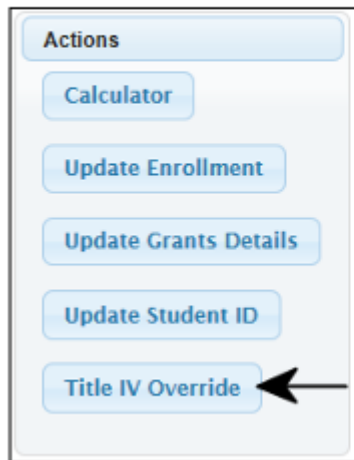 Actions
Calculator
Update Enrollment
Update Grants Details
Update Student ID
Title IV Override